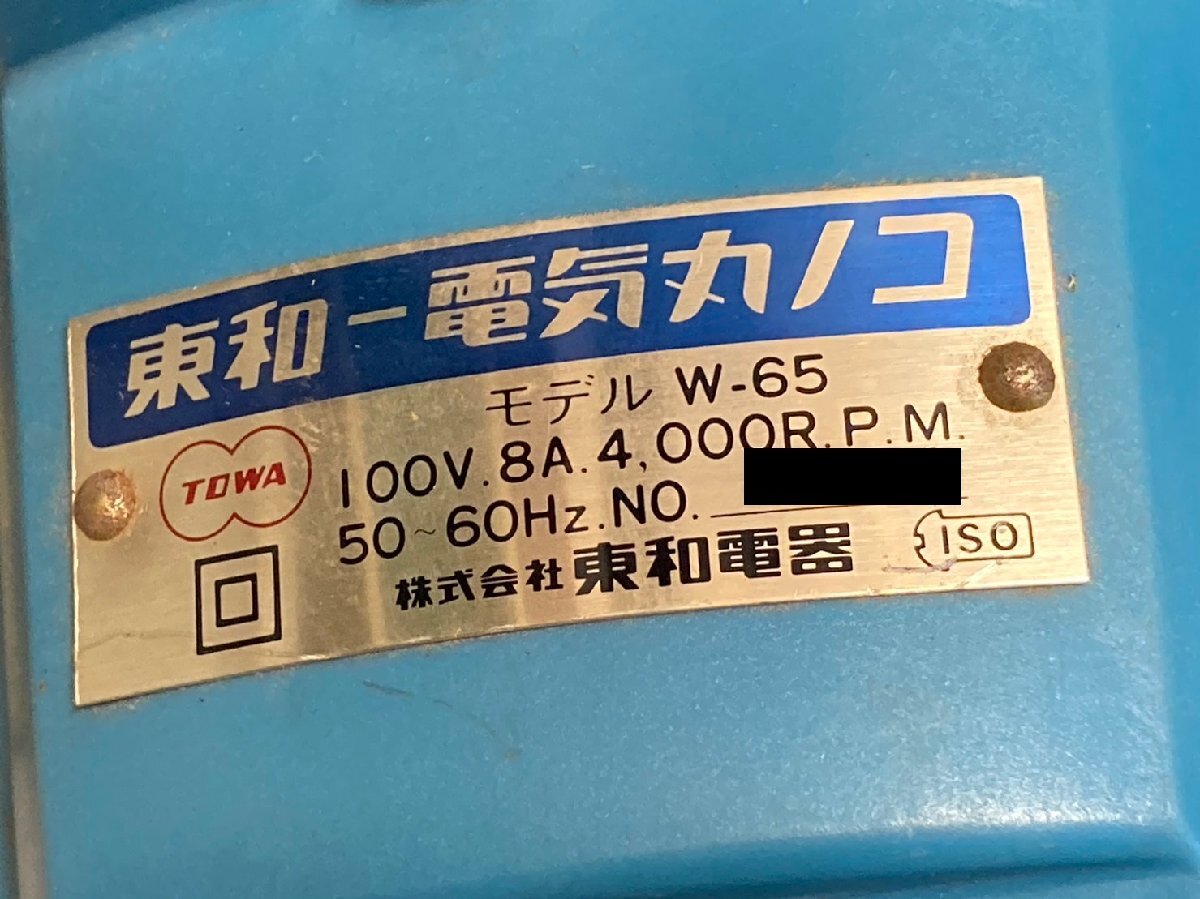 東和-電気丸ノコ
モデル W-65
TOWA
100V.8A.4,000R.P.M.
50~60Hz.NO.
株式会社 東和電器
ISO